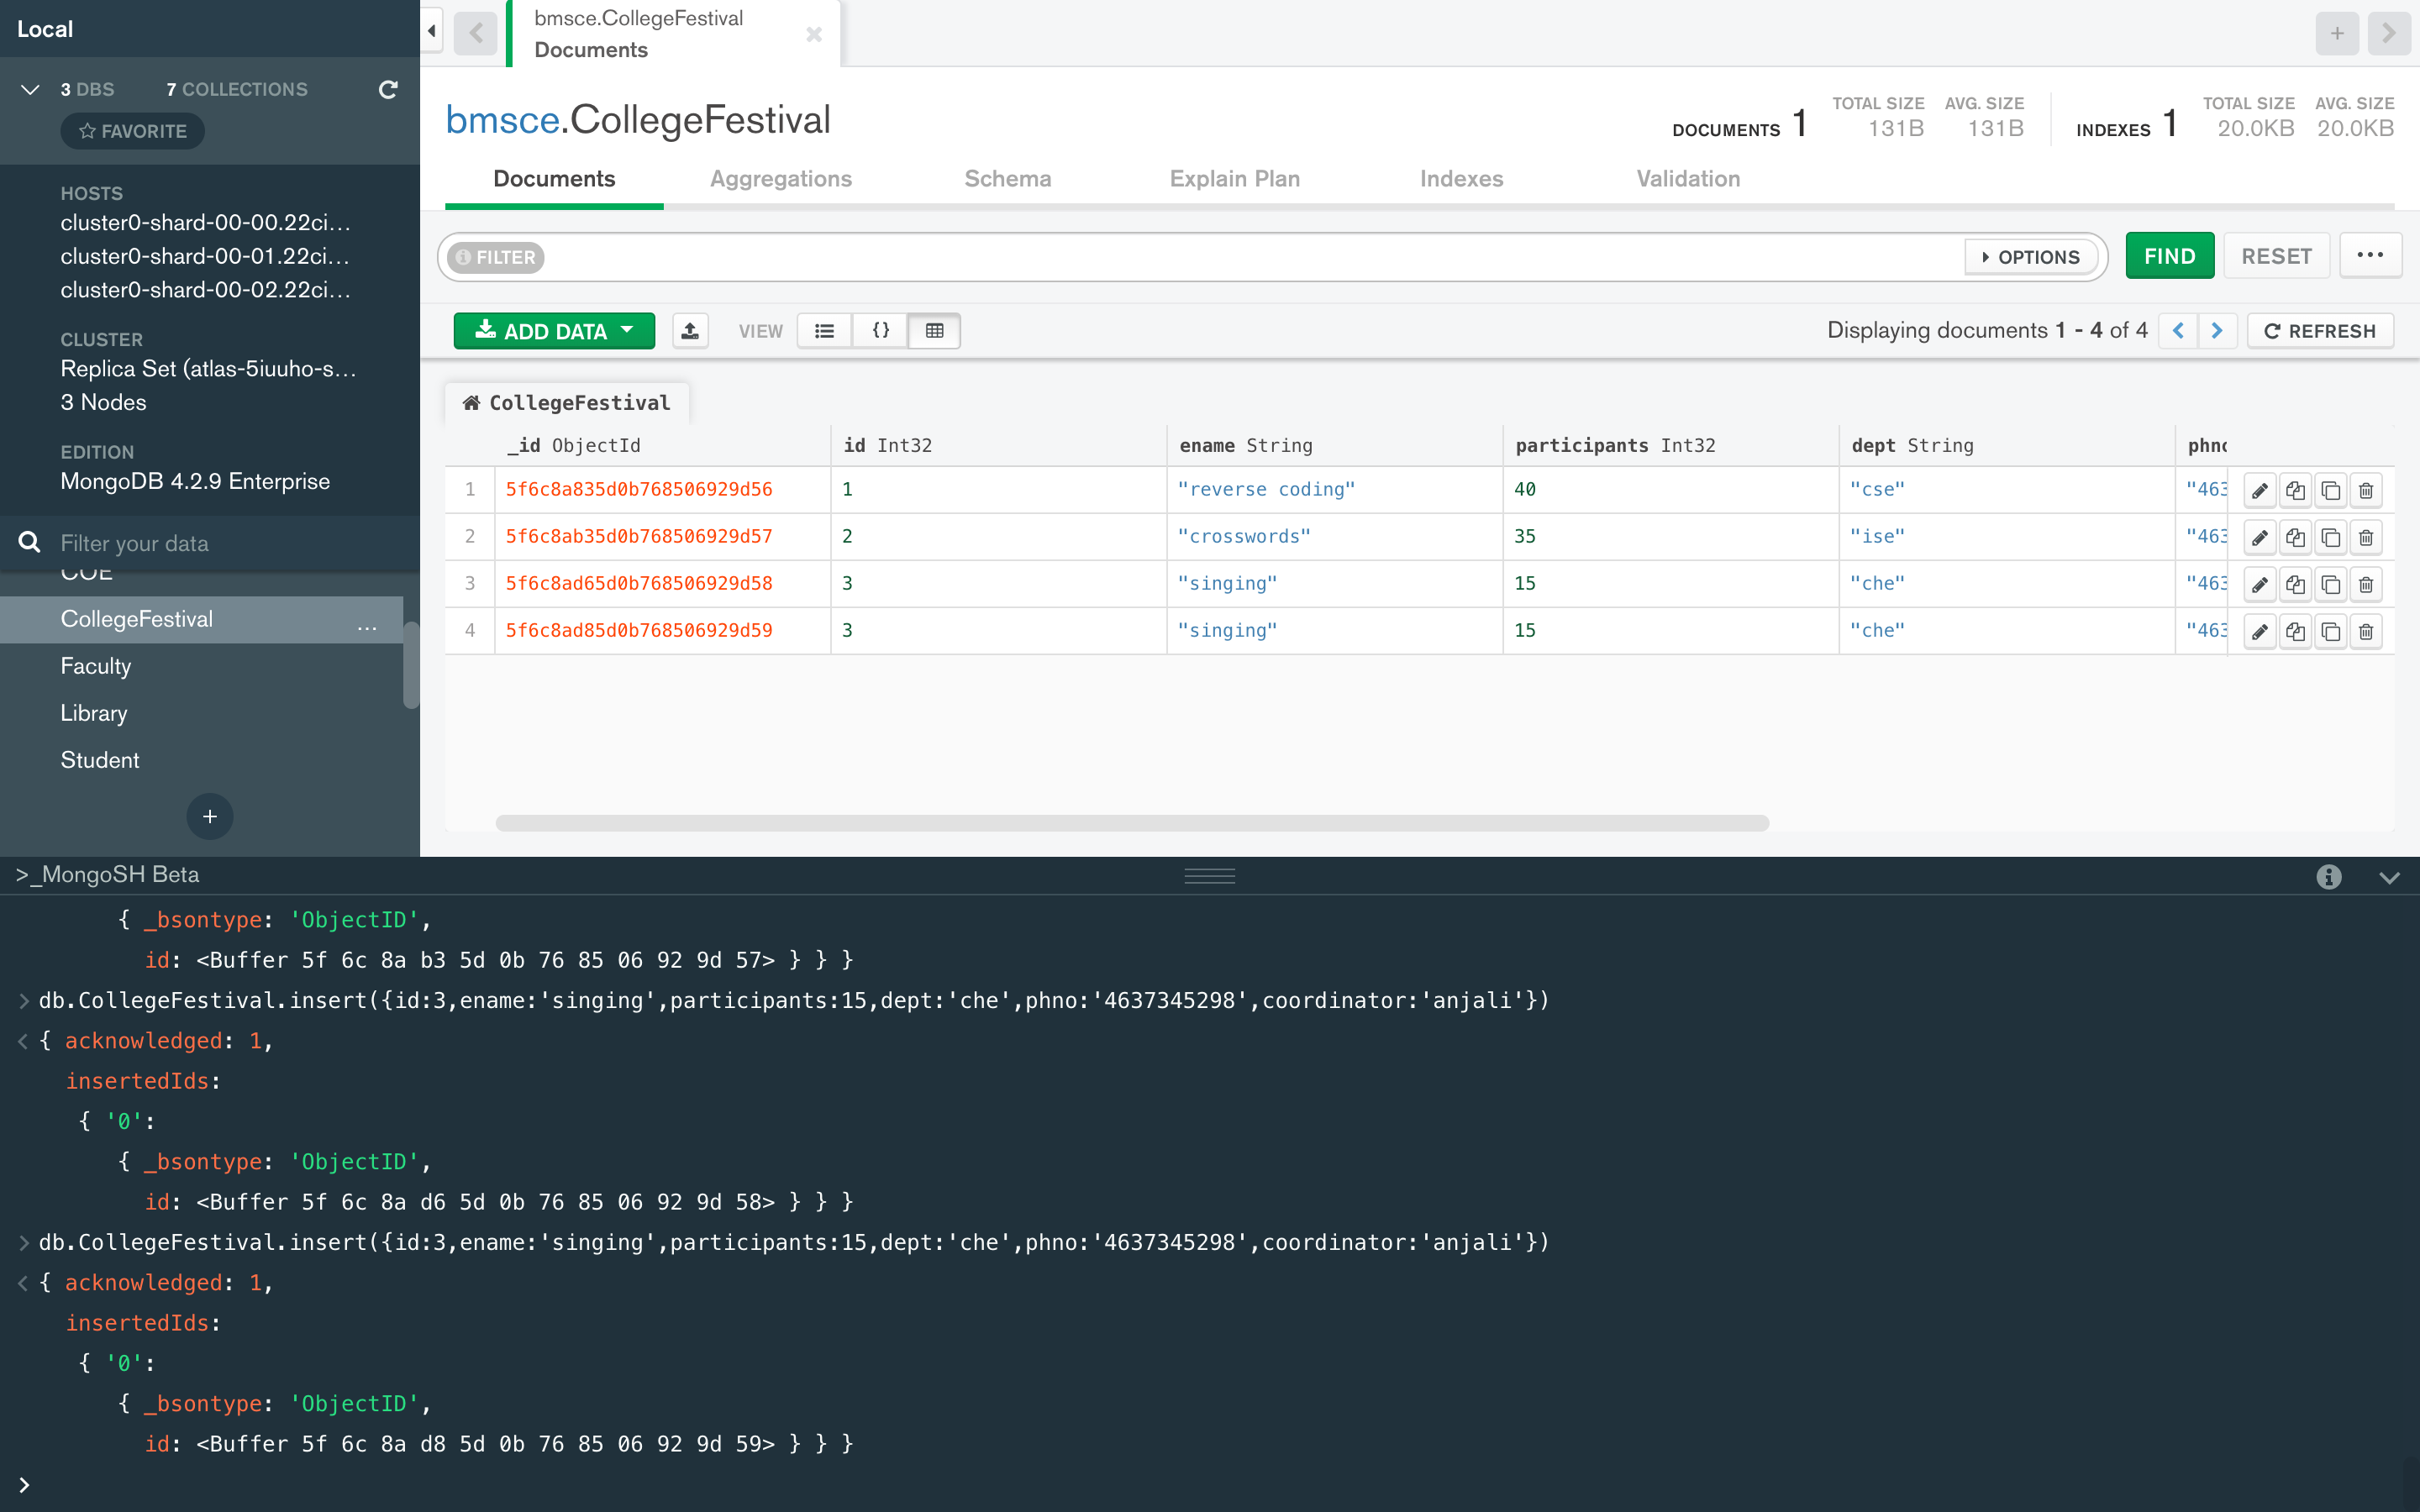 Local
3 DBS 7 COLLECTIONS
FAVORITE
HOSTS
cluster0-shard-00-00.22ci...
cluster0-shard-00-01.22ci...
cluster0-shard-00-02.22ci...
CLUSTER
Replica Set (atlas-5iuuho-s...
3 Nodes
EDITION
MongoDB 4.2.9 Enterprise
Filter your data
COE
CollegeFestival ...
Faculty
Library
Student
+
bmsce.CollegeFestival
Documents
bmsce.CollegeFestival
DOCUMENTS 1 TOTAL SIZE 131B AVG. SIZE 131B INDEXES 1 TOTAL SIZE 20.0KB AVG. SIZE 20.0KB
Documents Aggregations Schema Explain Plan Indexes Validation
FILTER OPTIONS FIND RESET ...
ADD DATA VIEW {} Displaying documents 1 - 4 of 4 REFRESH
CollegeFestival
_id ObjectId id Int32 ename String participants Int32 dept String phno
1 5f6c8a835d0b768506929d56 1 "reverse coding" 40 "cse" "463
2 5f6c8ab35d0b768506929d57 2 "crosswords" 35 "ise" "463
3 5f6c8ad65d0b768506929d58 3 "singing" 15 "che" "463
4 5f6c8ad85d0b768506929d59 3 "singing" 15 "che" "463
>_MongoSH Beta
{ _bsontype: 'ObjectID',
id: <Buffer 5f 6c 8a b3 5d 0b 76 85 06 92 9d 57> } } }
> db.CollegeFestival.insert({id:3,ename:'singing',participants:15,dept:'che',phno:'4637345298',coordinator:'anjali'})
< { acknowledged: 1,
insertedIds:
{ '0':
{ _bsontype: 'ObjectID',
id: <Buffer 5f 6c 8a d6 5d 0b 76 85 06 92 9d 58> } } }
> db.CollegeFestival.insert({id:3,ename:'singing',participants:15,dept:'che',phno:'4637345298',coordinator:'anjali'})
< { acknowledged: 1,
insertedIds:
{ '0':
{ _bsontype: 'ObjectID',
id: <Buffer 5f 6c 8a d8 5d 0b 76 85 06 92 9d 59> } } }
>